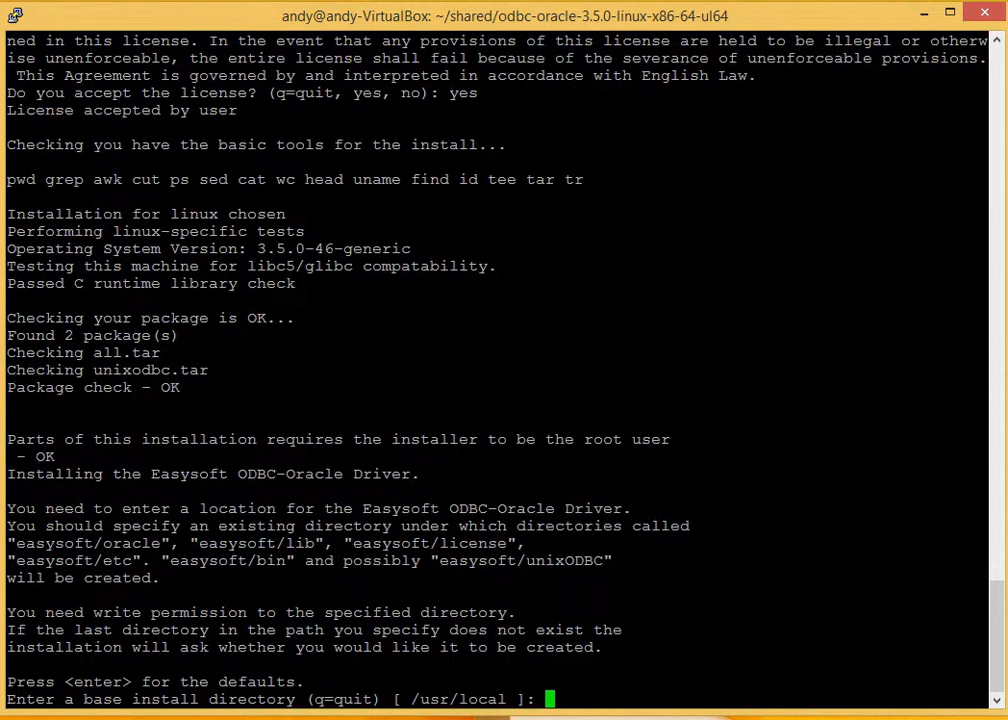 andy@andy-VirtualBox: ~/shared/odbc-oracle-3.5.0-linux-x86-64-ul64
ned in this license. In the event that any provisions of this license are held to be illegal or otherw
ise unenforceable, the entire license shall fail because of the severance of unenforceable provisions.
 This Agreement is governed by and interpreted in accordance with English Law.
Do you accept the license? (q=quit, yes, no): yes
License accepted by user
Checking you have the basic tools for the install...
pwd grep awk cut ps sed cat wc head uname find id tee tar tr
Installation for linux chosen
Performing linux-specific tests
Operating System Version: 3.5.0-46-generic
Testing this machine for libc5/glibc compatability.
Passed C runtime library check
Checking your package is OK...
Found 2 package(s)
Checking all.tar
Checking unixodbc.tar
Package check - OK
Parts of this installation requires the installer to be the root user
 - OK
Installing the Easysoft ODBC-Oracle Driver.
You need to enter a location for the Easysoft ODBC-Oracle Driver.
You should specify an existing directory under which directories called
"easysoft/oracle", "easysoft/lib", "easysoft/license",
"easysoft/etc". "easysoft/bin" and possibly "easysoft/unixODBC"
will be created.
You need write permission to the specified directory.
If the last directory in the path you specify does not exist the
installation will ask whether you would like it to be created.
Press <enter> for the defaults.
Enter a base install directory (q=quit) [ /usr/local ]: